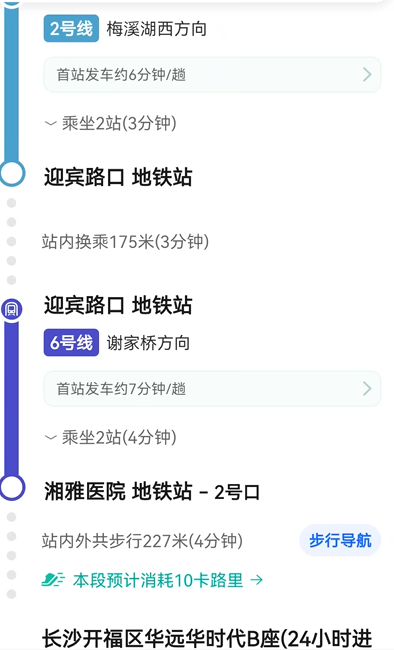 2号线 梅溪湖西方向
首站发车约6分钟/趟
乘坐2站(3分钟)
迎宾路口 地铁站
站内换乘175米(3分钟)
迎宾路口 地铁站
6号线 谢家桥方向
首站发车约7分钟/趟
乘坐2站(4分钟)
湘雅医院 地铁站 - 2号口
站内外共步行227米(4分钟) 步行导航
本段预计消耗10卡路里
长沙开福区华远华时代B座(24小时进